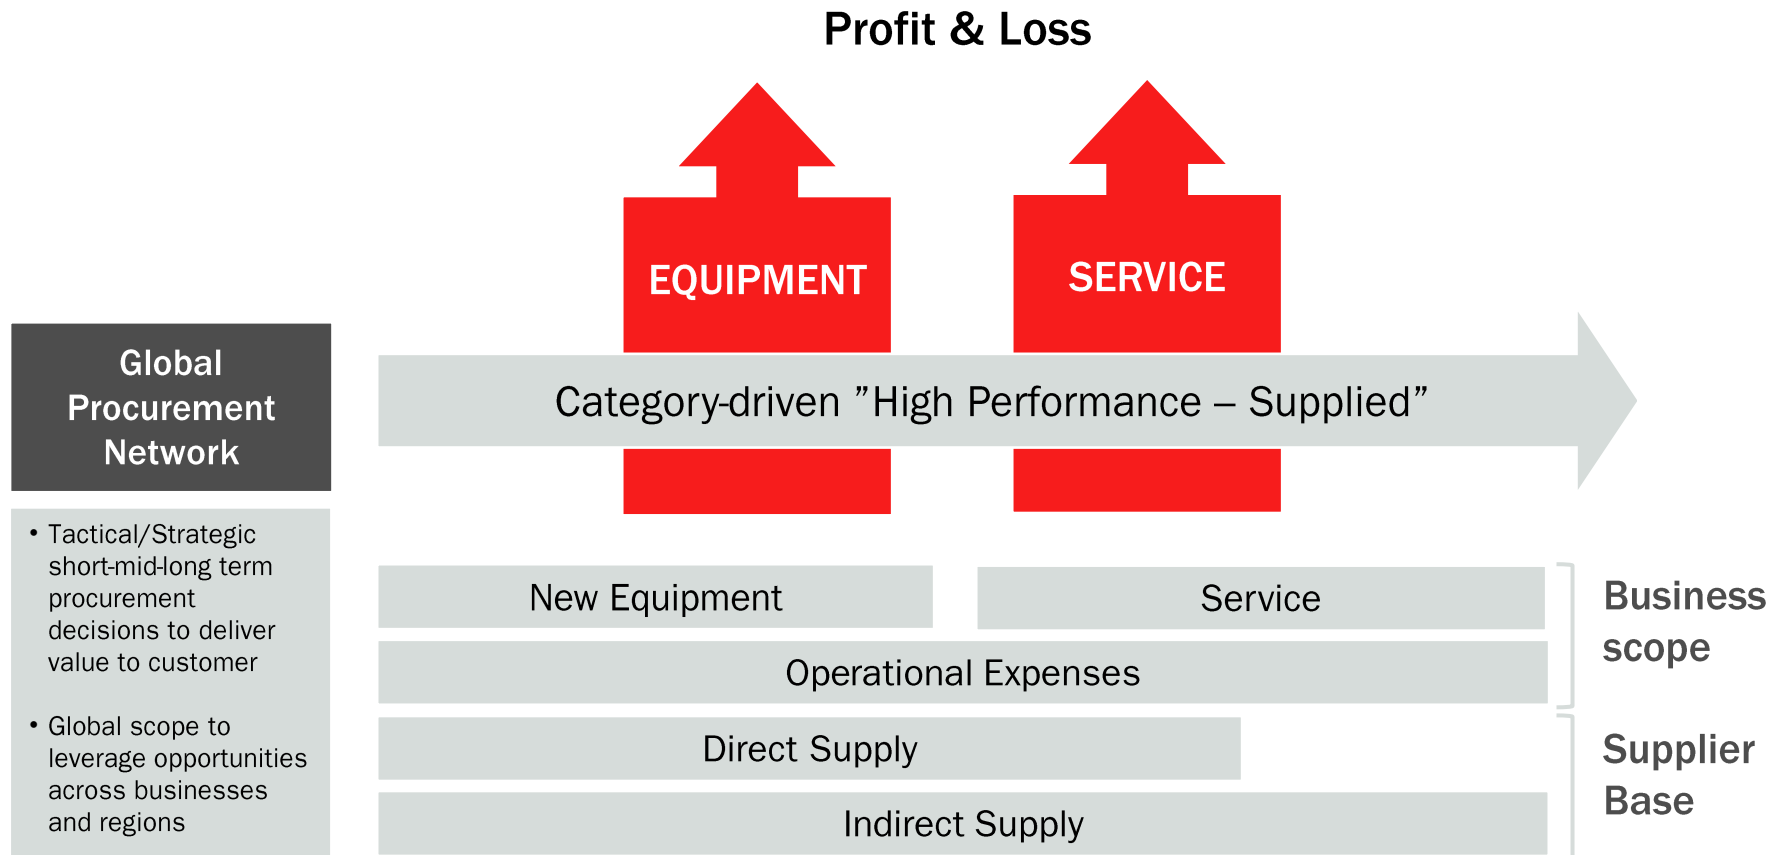 Profit & Loss
EQUIPMENT
SERVICE
Global
Procurement
Network
Category-driven ”High Performance – Supplied”
• Tactical/Strategic
short-mid-long term
procurement
decisions to deliver
value to customer
• Global scope to
leverage opportunities
across businesses
and regions
New Equipment
Service
Operational Expenses
Business
scope
Direct Supply
Indirect Supply
Supplier
Base